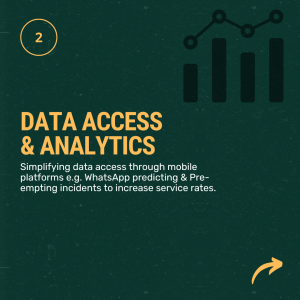 2
DATA ACCESS
& ANALYTICS
Simplifying data access through mobile
platforms e.g. WhatsApp predicting & Pre-
empting incidents to increase service rates.